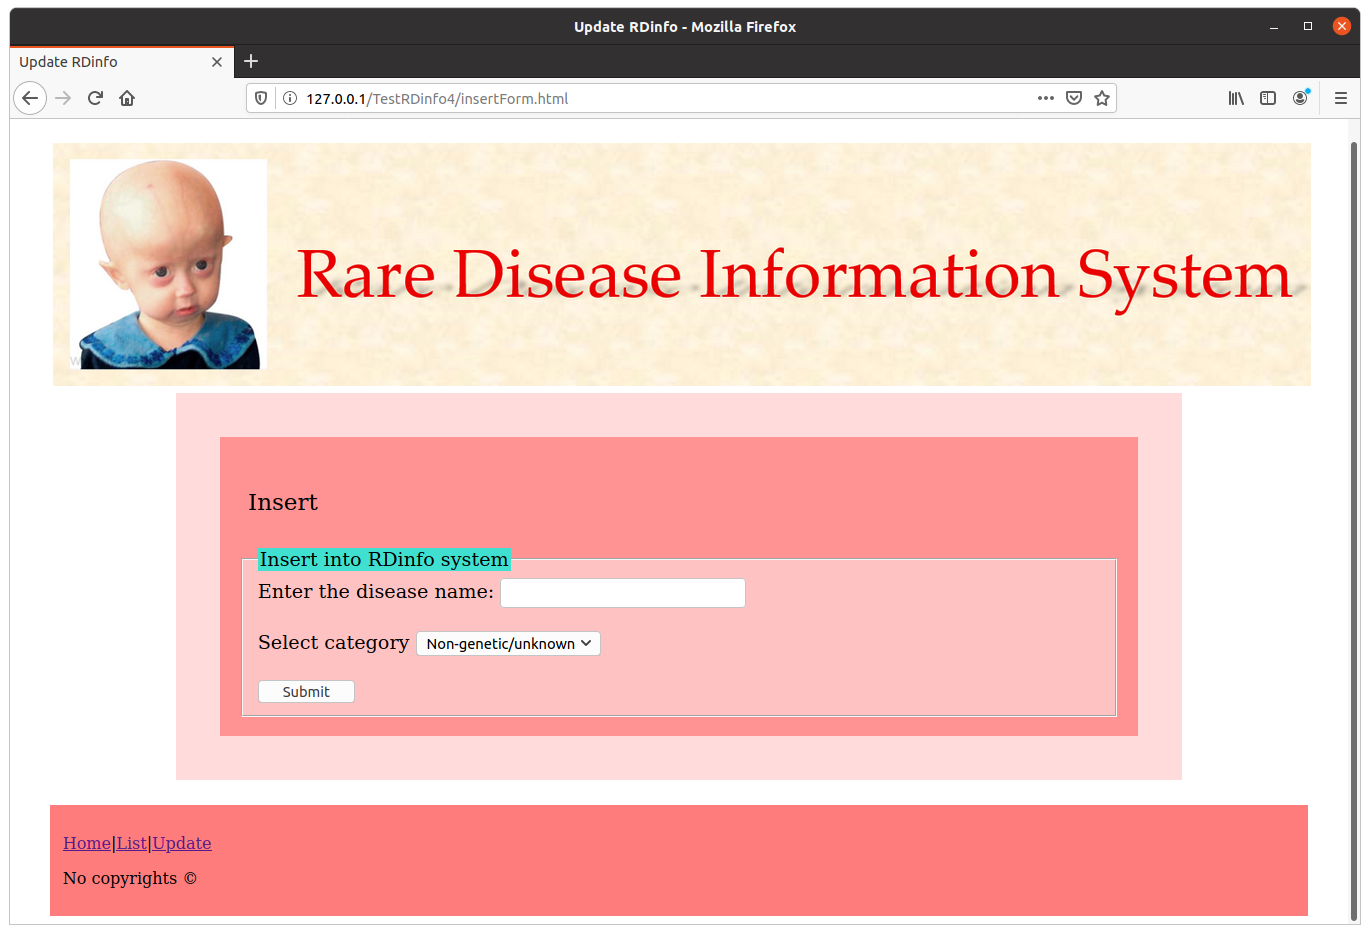 Update RDinfo - Mozilla Firefox
Update RDinfo
127.0.0.1/TestRDinfo4/insertForm.html
Rare Disease Information System
Insert
Insert into RDinfo system
Enter the disease name:
Select category Non-genetic/unknown
Submit
Home|List|Update
No copyrights ©